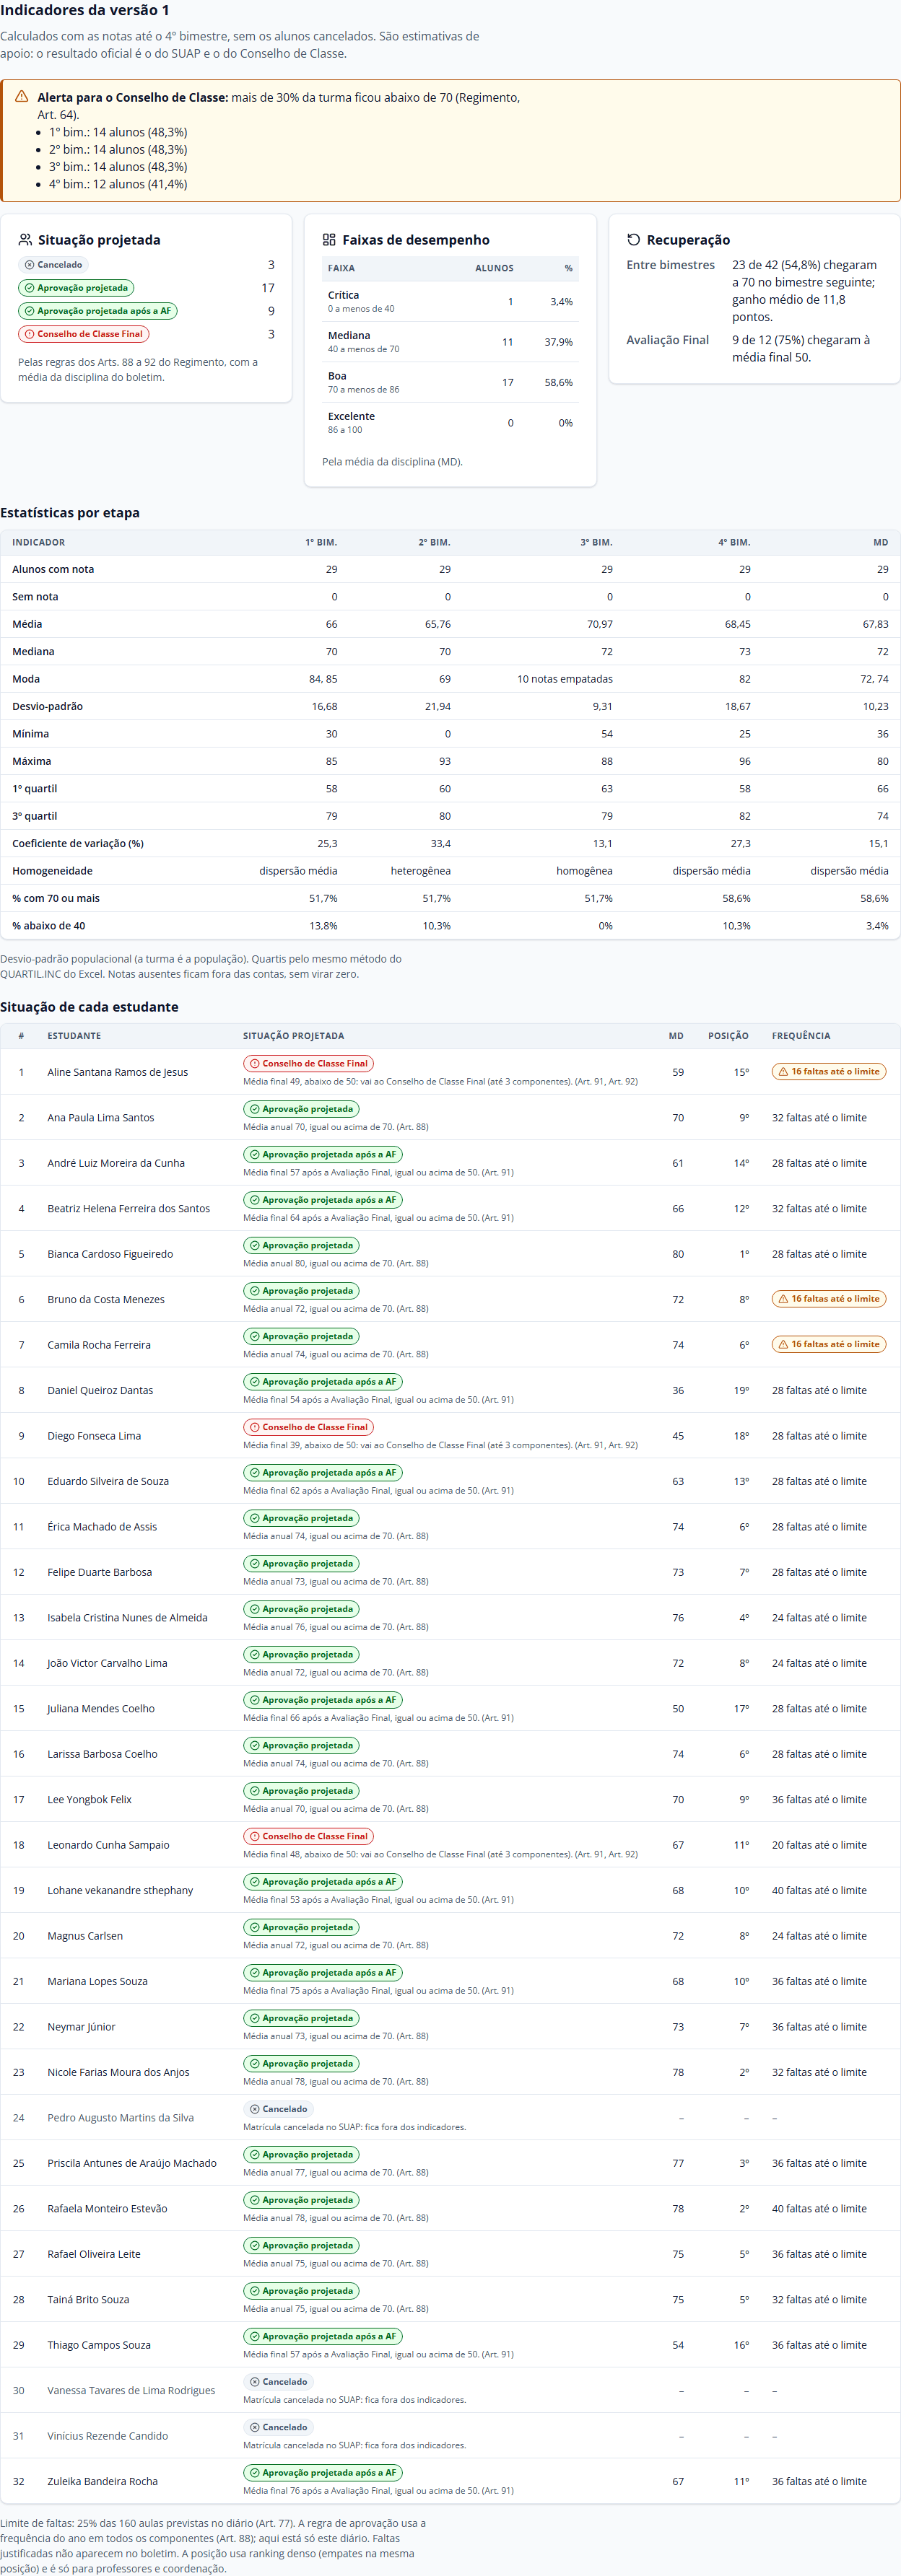 Indicadores da versão 1
Calculados com as notas até o 4º bimestre, sem os alunos cancelados. São estimativas de
apoio: o resultado oficial é o do SUAP e o do Conselho de Classe.
Alerta para o Conselho de Classe: mais de 30% da turma ficou abaixo de 70 (Regimento,
Art. 64).
• 1º bim.: 14 alunos (48,3%)
• 2º bim.: 14 alunos (48,3%)
• 3º bim.: 14 alunos (48,3%)
• 4º bim.: 12 alunos (41,4%)
Situação projetada
Cancelado 3
Aprovação projetada 17
Aprovação projetada após a AF 9
Conselho de Classe Final 3
Pelas regras dos Arts. 88 a 92 do Regimento, com a
média da disciplina do boletim.
Faixas de desempenho
FAIXA ALUNOS %
Crítica
0 a menos de 40 1 3,4%
Mediana
40 a menos de 70 11 37,9%
Boa
70 a menos de 86 17 58,6%
Excelente
86 a 100 0 0%
Pela média da disciplina (MD).
Recuperação
Entre bimestres 23 de 42 (54,8%) chegaram
a 70 no bimestre seguinte;
ganho médio de 11,8
pontos.
Avaliação Final 9 de 12 (75%) chegaram à
média final 50.
Estatísticas por etapa
INDICADOR 1º BIM. 2º BIM. 3º BIM. 4º BIM. MD
Alunos com nota 29 29 29 29 29
Sem nota 0 0 0 0 0
Média 66 65,76 70,97 68,45 67,83
Mediana 70 70 72 73 72
Moda 84, 85 69 10 notas empatadas 82 72, 74
Desvio-padrão 16,68 21,94 9,31 18,67 10,23
Mínima 30 0 54 25 36
Máxima 85 93 88 96 80
1º quartil 58 60 63 58 66
3º quartil 79 80 79 82 74
Coeficiente de variação (%) 25,3 33,4 13,1 27,3 15,1
Homogeneidade dispersão média heterogênea homogênea dispersão média dispersão média
% com 70 ou mais 51,7% 51,7% 51,7% 58,6% 58,6%
% abaixo de 40 13,8% 10,3% 0% 10,3% 3,4%
Desvio-padrão populacional (a turma é a população). Quartis pelo mesmo método do
QUARTIL.INC do Excel. Notas ausentes ficam fora das contas, sem virar zero.
Situação de cada estudante
# ESTUDANTE SITUAÇÃO PROJETADA MD POSIÇÃO FREQUÊNCIA
1 Aline Santana Ramos de Jesus Conselho de Classe Final 59 15º 16 faltas até o limite
Média final 49, abaixo de 50: vai ao Conselho de Classe Final (até 3 componentes). (Art. 91, Art. 92)
2 Ana Paula Lima Santos Aprovação projetada 70 9º 32 faltas até o limite
Média anual 70, igual ou acima de 70. (Art. 88)
3 André Luiz Moreira da Cunha Aprovação projetada após a AF 61 14º 28 faltas até o limite
Média final 57 após a Avaliação Final, igual ou acima de 50. (Art. 91)
4 Beatriz Helena Ferreira dos Santos Aprovação projetada após a AF 66 12º 32 faltas até o limite
Média final 64 após a Avaliação Final, igual ou acima de 50. (Art. 91)
5 Bianca Cardoso Figueiredo Aprovação projetada 80 1º 28 faltas até o limite
Média anual 80, igual ou acima de 70. (Art. 88)
6 Bruno da Costa Menezes Aprovação projetada 72 8º 16 faltas até o limite
Média anual 72, igual ou acima de 70. (Art. 88)
7 Camila Rocha Ferreira Aprovação projetada 74 6º 16 faltas até o limite
Média anual 74, igual ou acima de 70. (Art. 88)
8 Daniel Queiroz Dantas Aprovação projetada após a AF 36 19º 28 faltas até o limite
Média final 54 após a Avaliação Final, igual ou acima de 50. (Art. 91)
9 Diego Fonseca Lima Conselho de Classe Final 45 18º 28 faltas até o limite
Média final 39, abaixo de 50: vai ao Conselho de Classe Final (até 3 componentes). (Art. 91, Art. 92)
10 Eduardo Silveira de Souza Aprovação projetada após a AF 63 13º 28 faltas até o limite
Média final 62 após a Avaliação Final, igual ou acima de 50. (Art. 91)
11 Érica Machado de Assis Aprovação projetada 74 6º 28 faltas até o limite
Média anual 74, igual ou acima de 70. (Art. 88)
12 Felipe Duarte Barbosa Aprovação projetada 73 7º 28 faltas até o limite
Média anual 73, igual ou acima de 70. (Art. 88)
13 Isabela Cristina Nunes de Almeida Aprovação projetada 76 4º 24 faltas até o limite
Média anual 76, igual ou acima de 70. (Art. 88)
14 João Victor Carvalho Lima Aprovação projetada 72 8º 24 faltas até o limite
Média anual 72, igual ou acima de 70. (Art. 88)
15 Juliana Mendes Coelho Aprovação projetada após a AF 50 17º 28 faltas até o limite
Média final 66 após a Avaliação Final, igual ou acima de 50. (Art. 91)
16 Larissa Barbosa Coelho Aprovação projetada 74 6º 28 faltas até o limite
Média anual 74, igual ou acima de 70. (Art. 88)
17 Lee Yongbok Felix Aprovação projetada 70 9º 36 faltas até o limite
Média anual 70, igual ou acima de 70. (Art. 88)
18 Leonardo Cunha Sampaio Conselho de Classe Final 67 11º 20 faltas até o limite
Média final 48, abaixo de 50: vai ao Conselho de Classe Final (até 3 componentes). (Art. 91, Art. 92)
19 Lohane vekanandre sthephany Aprovação projetada após a AF 68 10º 40 faltas até o limite
Média final 53 após a Avaliação Final, igual ou acima de 50. (Art. 91)
20 Magnus Carlsen Aprovação projetada 72 8º 24 faltas até o limite
Média anual 72, igual ou acima de 70. (Art. 88)
21 Mariana Lopes Souza Aprovação projetada após a AF 68 10º 36 faltas até o limite
Média final 75 após a Avaliação Final, igual ou acima de 50. (Art. 91)
22 Neymar Júnior Aprovação projetada 73 7º 36 faltas até o limite
Média anual 73, igual ou acima de 70. (Art. 88)
23 Nicole Farias Moura dos Anjos Aprovação projetada 78 2º 32 faltas até o limite
Média anual 78, igual ou acima de 70. (Art. 88)
24 Pedro Augusto Martins da Silva Cancelado – – –
Matrícula cancelada no SUAP: fica fora dos indicadores.
25 Priscila Antunes de Araújo Machado Aprovação projetada 77 3º 36 faltas até o limite
Média anual 77, igual ou acima de 70. (Art. 88)
26 Rafaela Monteiro Estevão Aprovação projetada 78 2º 40 faltas até o limite
Média anual 78, igual ou acima de 70. (Art. 88)
27 Rafael Oliveira Leite Aprovação projetada 75 5º 36 faltas até o limite
Média anual 75, igual ou acima de 70. (Art. 88)
28 Tainá Brito Souza Aprovação projetada 75 5º 32 faltas até o limite
Média anual 75, igual ou acima de 70. (Art. 88)
29 Thiago Campos Souza Aprovação projetada após a AF 54 16º 36 faltas até o limite
Média final 57 após a Avaliação Final, igual ou acima de 50. (Art. 91)
30 Vanessa Tavares de Lima Rodrigues Cancelado – – –
Matrícula cancelada no SUAP: fica fora dos indicadores.
31 Vinícius Rezende Candido Cancelado – – –
Matrícula cancelada no SUAP: fica fora dos indicadores.
32 Zuleika Bandeira Rocha Aprovação projetada após a AF 67 11º 36 faltas até o limite
Média final 76 após a Avaliação Final, igual ou acima de 50. (Art. 91)
Limite de faltas: 25% das 160 aulas previstas no diário (Art. 77). A regra de aprovação usa a
frequência do ano em todos os componentes (Art. 88); aqui está só este diário. Faltas
justificadas não aparecem no boletim. A posição usa ranking denso (empates na mesma
posição) e é só para professores e coordenação.